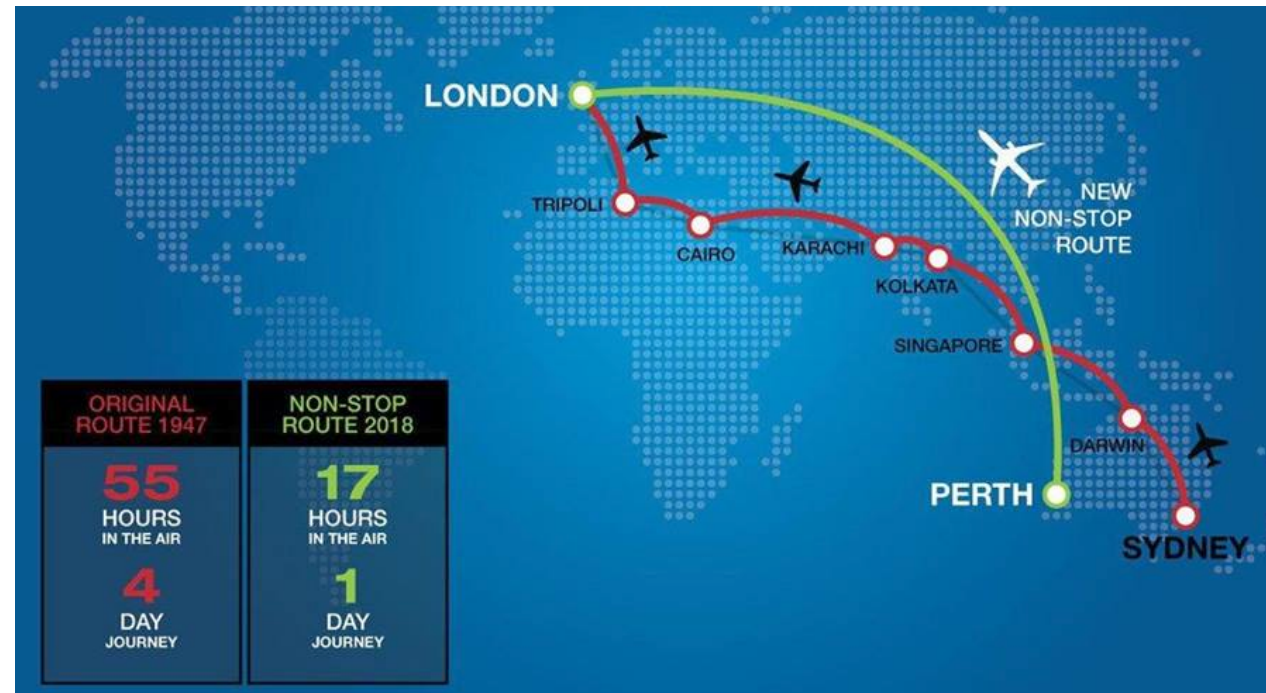 LONDON
TRIPOLI
CAIRO
KARACHI
KOLKATA
SINGAPORE
DARWIN
PERTH
SYDNEY
NEW
NON-STOP
ROUTE
ORIGINAL
ROUTE 1947
55
HOURS
IN THE AIR
4
DAY
JOURNEY
NON-STOP
ROUTE 2018
17
HOURS
IN THE AIR
1
DAY
JOURNEY